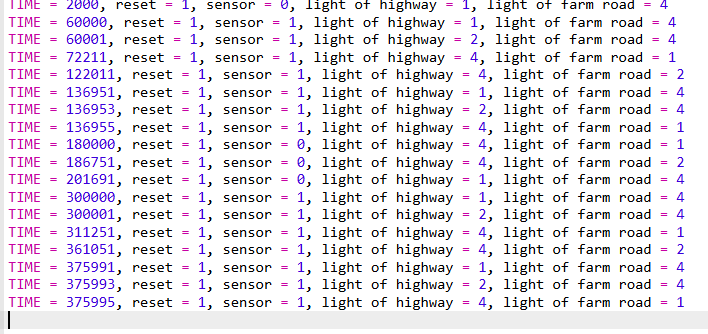 TIME = 2000, reset = 1, sensor = 0, light of highway = 1, light of farm road = 4
TIME = 60000, reset = 1, sensor = 1, light of highway = 1, light of farm road = 4
TIME = 60001, reset = 1, sensor = 1, light of highway = 2, light of farm road = 4
TIME = 72211, reset = 1, sensor = 1, light of highway = 4, light of farm road = 1
TIME = 122011, reset = 1, sensor = 1, light of highway = 4, light of farm road = 2
TIME = 136951, reset = 1, sensor = 1, light of highway = 1, light of farm road = 4
TIME = 136953, reset = 1, sensor = 1, light of highway = 2, light of farm road = 4
TIME = 136955, reset = 1, sensor = 1, light of highway = 4, light of farm road = 1
TIME = 180000, reset = 1, sensor = 0, light of highway = 4, light of farm road = 1
TIME = 186751, reset = 1, sensor = 0, light of highway = 4, light of farm road = 2
TIME = 201691, reset = 1, sensor = 0, light of highway = 1, light of farm road = 4
TIME = 300000, reset = 1, sensor = 1, light of highway = 1, light of farm road = 4
TIME = 300001, reset = 1, sensor = 1, light of highway = 2, light of farm road = 4
TIME = 311251, reset = 1, sensor = 1, light of highway = 4, light of farm road = 1
TIME = 361051, reset = 1, sensor = 1, light of highway = 4, light of farm road = 2
TIME = 375991, reset = 1, sensor = 1, light of highway = 1, light of farm road = 4
TIME = 375993, reset = 1, sensor = 1, light of highway = 2, light of farm road = 4
TIME = 375995, reset = 1, sensor = 1, light of highway = 4, light of farm road = 1